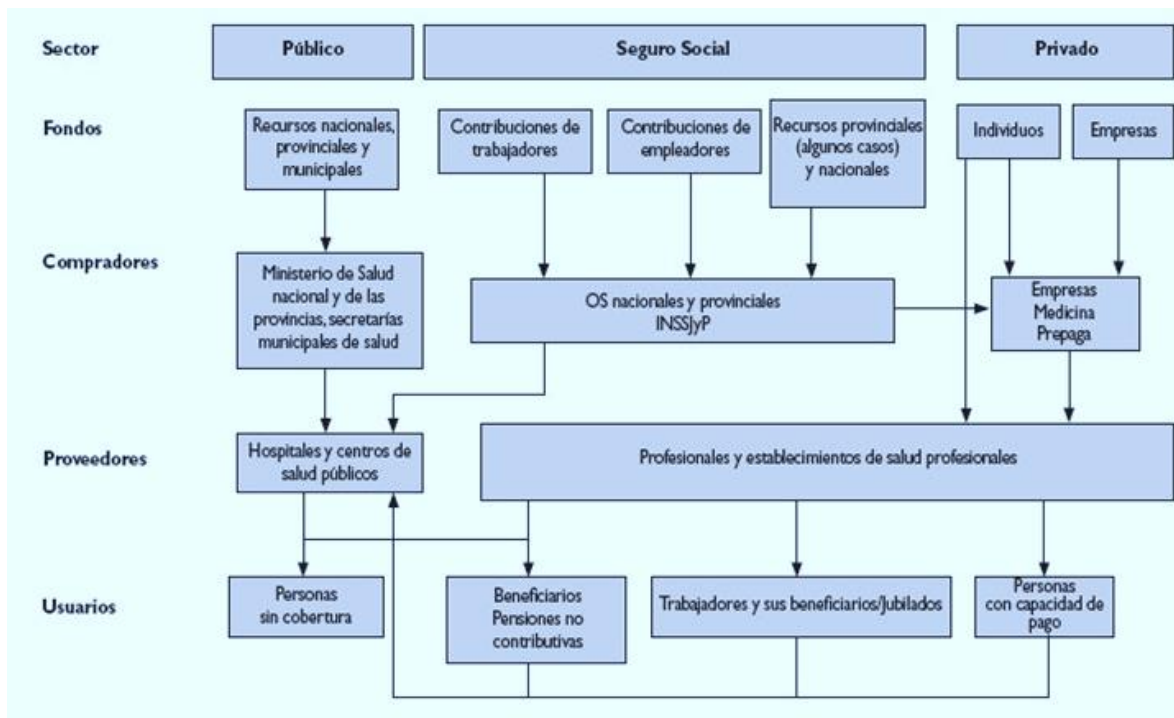 Sector
Público
Seguro Social
Privado
Fondos
Recursos nacionales,
provinciales y
municipales
Contribuciones de
trabajadores
Contribuciones de
empleadores
Recursos provinciales
(algunos casos)
y nacionales
Individuos
Empresas
Compradores
Ministerio de Salud
nacional y de las
provincias, secretarías
municipales de salud
OS nacionales y provinciales
INSSJyP
Empresas
Medicina
Prepaga
Proveedores
Hospitales y centros de
salud públicos
Profesionales y establecimientos de salud profesionales
Usuarios
Personas
sin cobertura
Beneficiarios
Pensiones no
contributivas
Trabajadores y sus beneficiarios/Jubilados
Personas
con capacidad de
pago